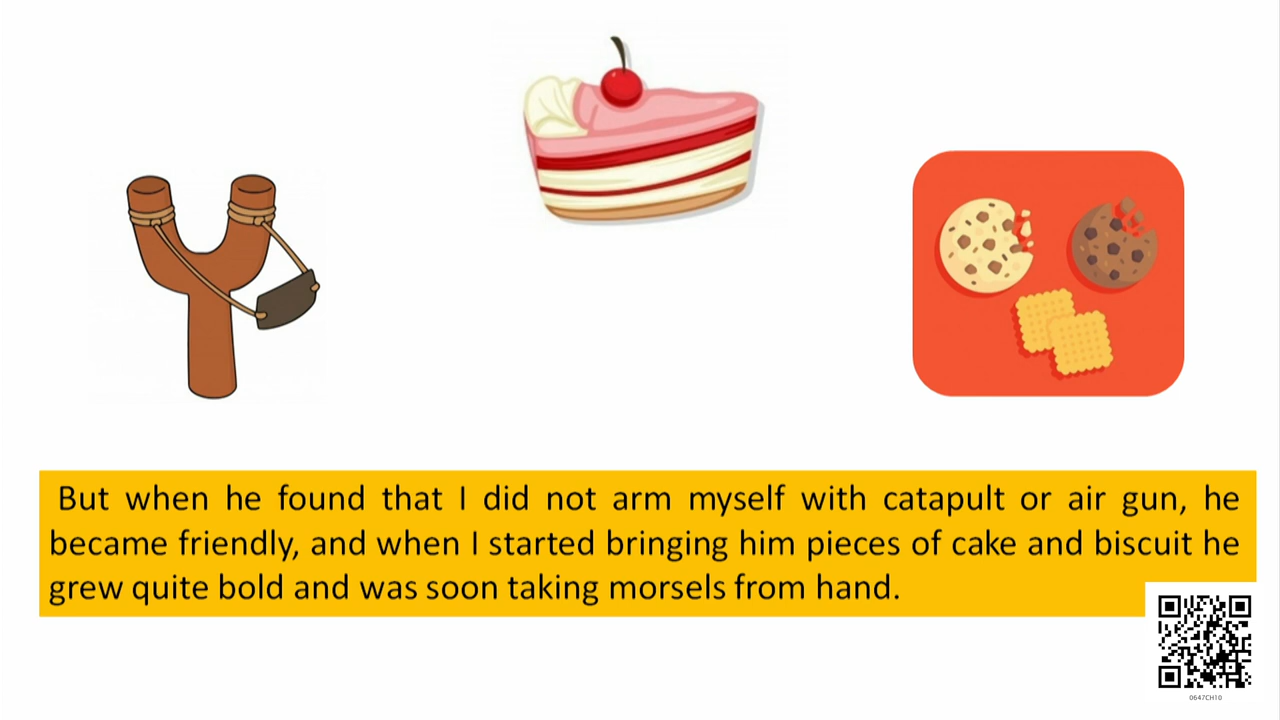 But when he found that I did not arm myself with catapult or air gun, he
became friendly, and when I started bringing him pieces of cake and biscuit he
grew quite bold and was soon taking morsels from hand.
0647CH10